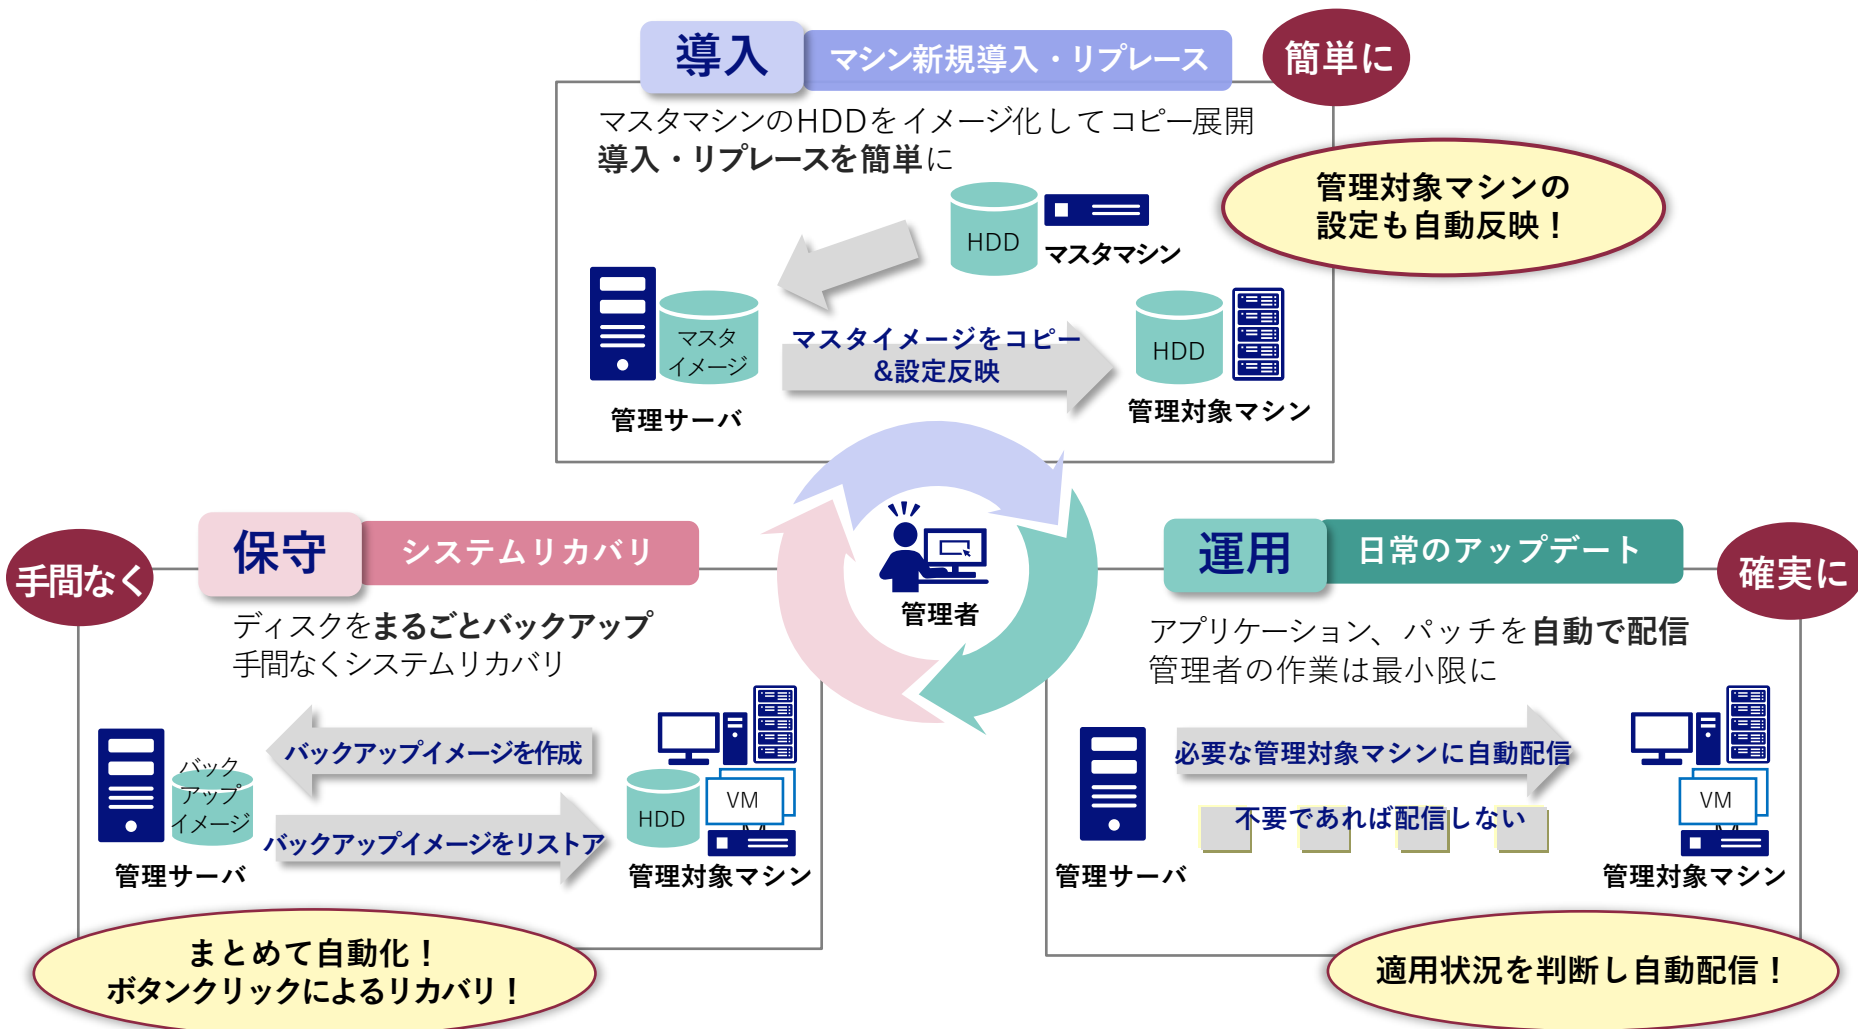 導入
マシン新規導入・リプレース
簡単に
マスタマシンのHDDをイメージ化してコピー展開
導入・リプレースを簡単に
管理対象マシンの
設定も自動反映！
HDD
マスタマシン
マスタ
イメージ
管理サーバ
マスタイメージをコピー
&設定反映
HDD
管理対象マシン
管理者
手間なく
保守
システムリカバリ
ディスクをまるごとバックアップ
手間なくシステムリカバリ
バックアップイメージを作成
バック
アップ
イメージ
バックアップイメージをリストア
HDD
VM
管理サーバ
管理対象マシン
まとめて自動化！
ボタンクリックによるリカバリ！
運用
日常のアップデート
確実に
アプリケーション、パッチを自動で配信
管理者の作業は最小限に
必要な管理対象マシンに自動配信
不要であれば配信しない
VM
管理サーバ
管理対象マシン
適用状況を判断し自動配信！